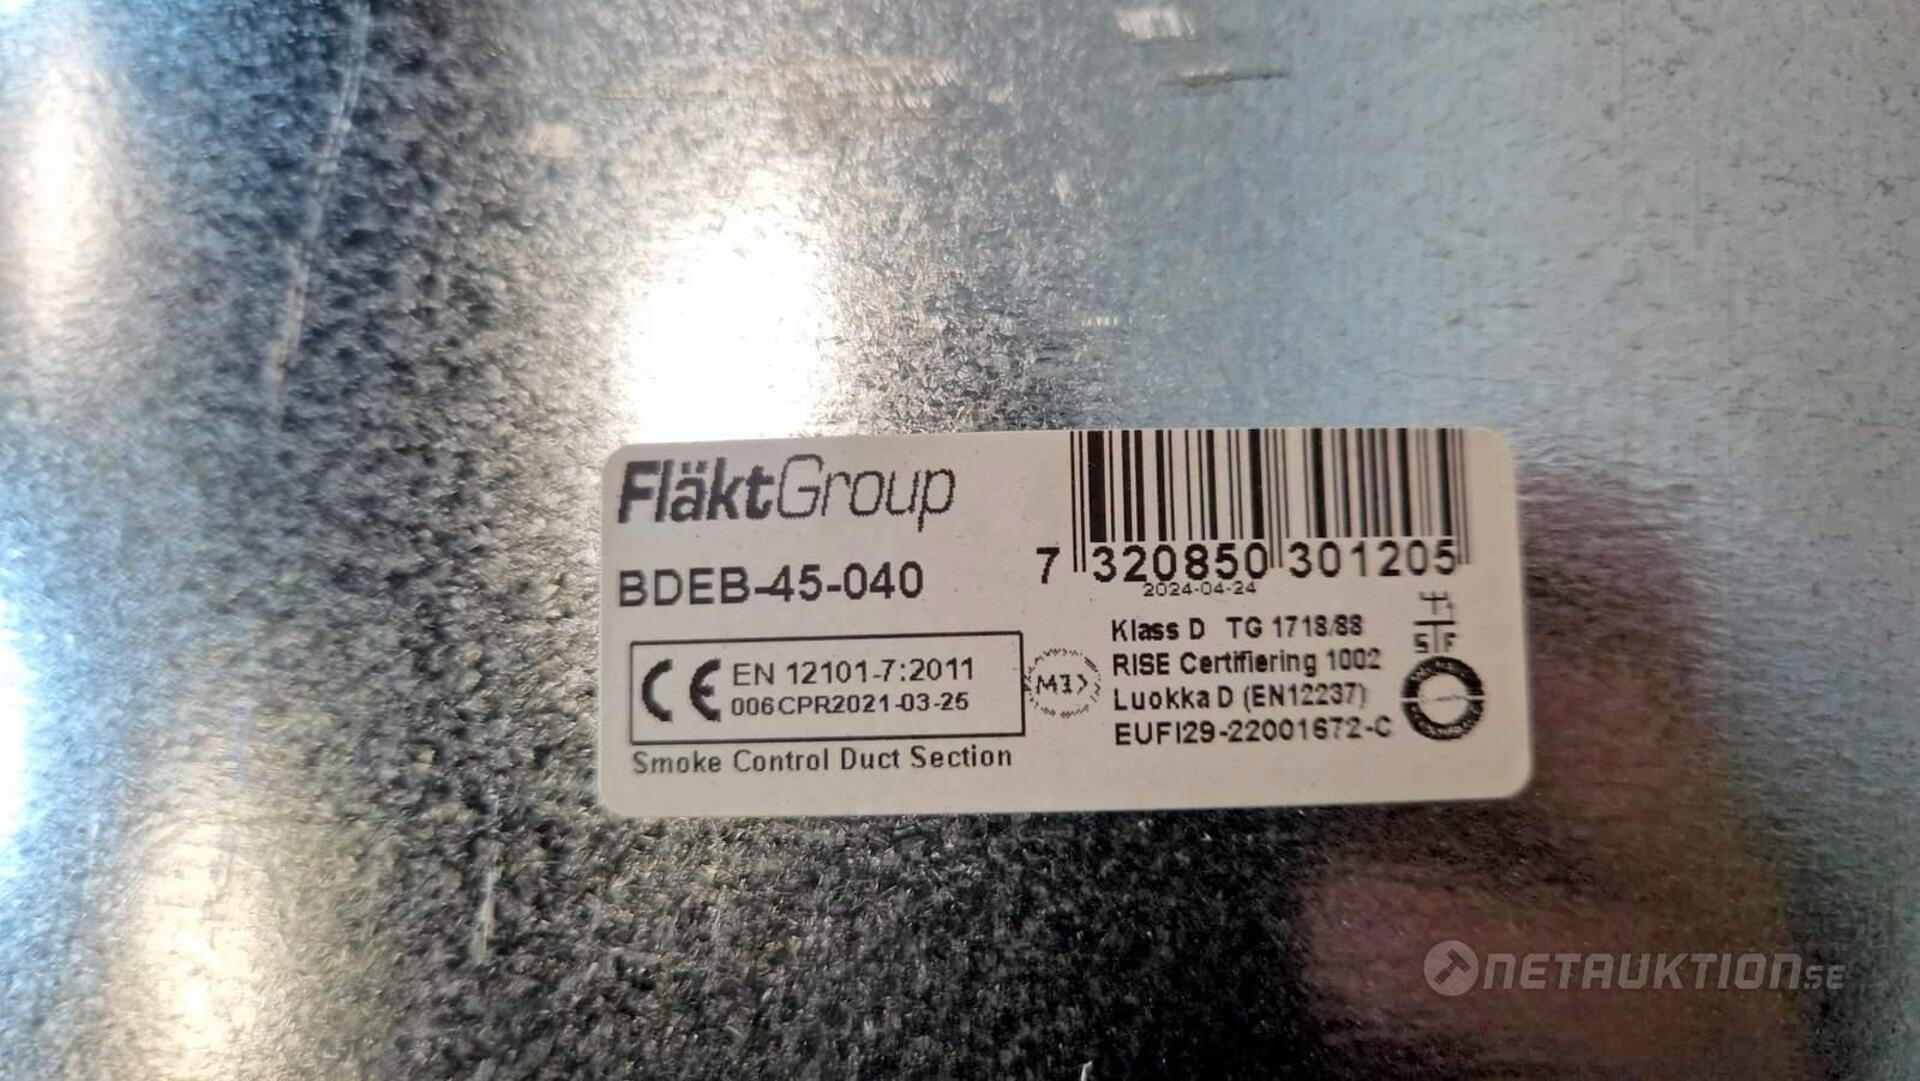 FläktGroup
BDEB-45-040
7 320850 301205
2024-04-24
CE EN 12101-7:2011
006CPR2021-03-25
Smoke Control Duct Section
Klass D TG 1718/88
RISE Certifiering 1002
Luokka D (EN12237)
EUFI29-22001672-C
NETAUKTION.SE